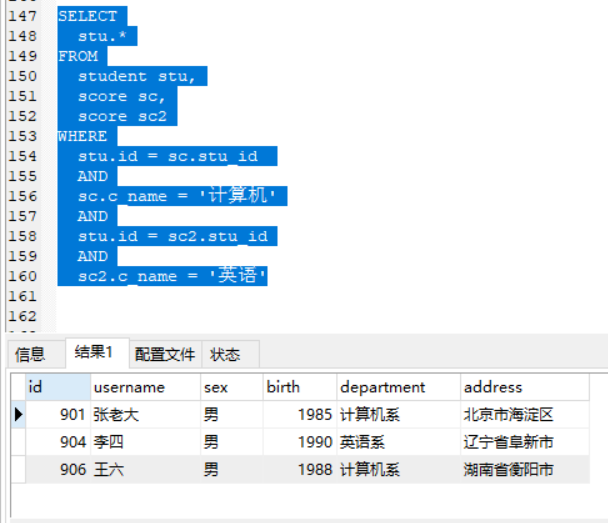 147 SELECT
148 stu.*
149 FROM
150 student stu,
151 score sc,
152 score sc2
153 WHERE
154 stu.id = sc.stu_id
155 AND
156 sc.c_name = '计算机'
157 AND
158 stu.id = sc2.stu_id
159 AND
160 sc2.c_name = '英语'
161
162
信息 结果1 配置文件 状态
id username sex birth department address
901 张老大 男 1985 计算机系 北京市海淀区
904 李四 男 1990 英语系 辽宁省阜新市
906 王六 男 1988 计算机系 湖南省衡阳市